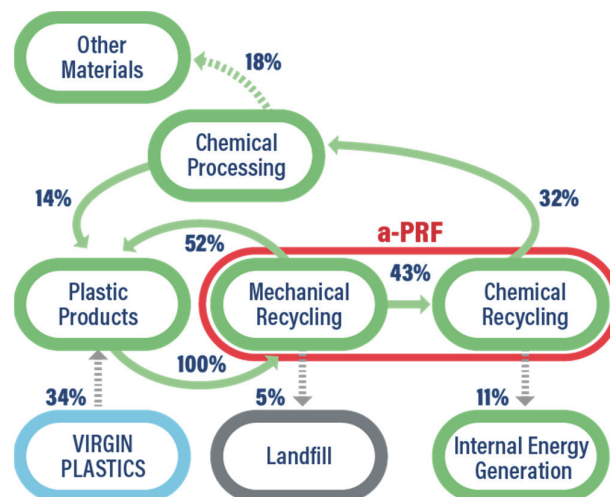 Other
Materials
18%
Chemical
Processing
14%
32%
a-PRF
52%
43%
Plastic
Products
Mechanical
Recycling
Chemical
Recycling
100%
34%
5%
11%
VIRGIN
PLASTICS
Landfill
Internal Energy
Generation